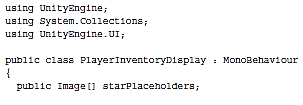 using UnityEngine;
using System.Collections;
using UnityEngine.UI;

public class PlayerInventoryDisplay : MonoBehaviour
{
  public Image[] starPlaceholders;